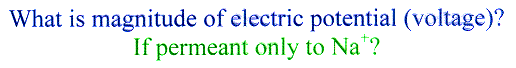 What is magnitude of electric potential (voltage)?
If permeant only to Na⁺?